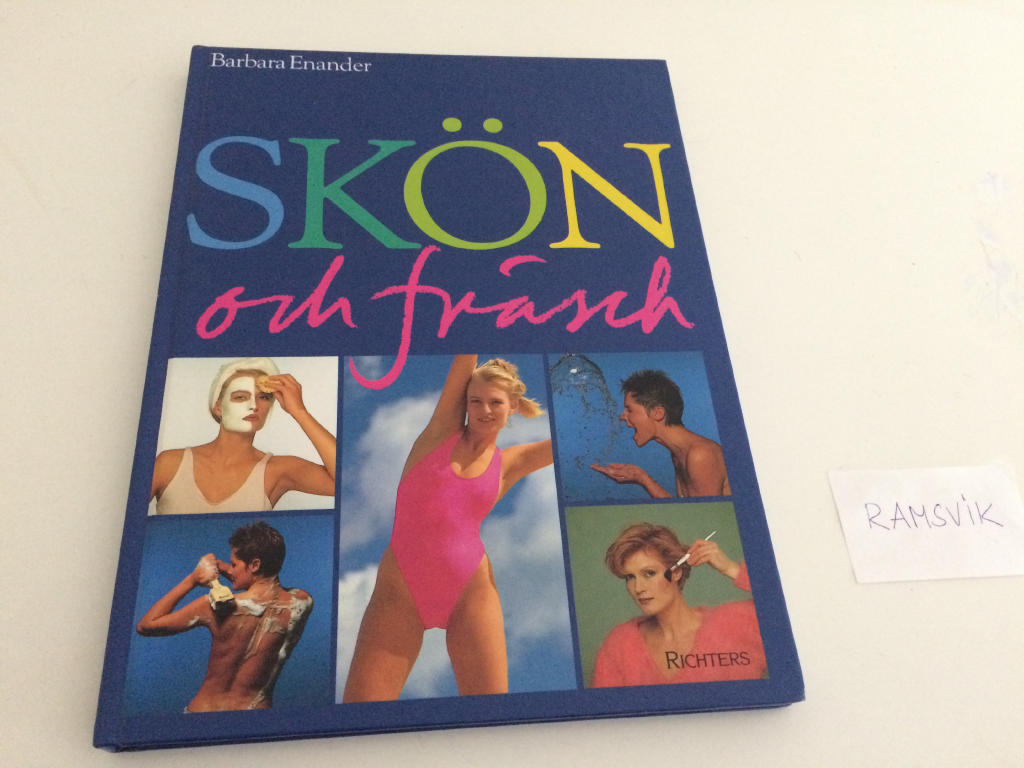 Barbara Enander
SKÖN
och fräsch
RICHTERS
RAMSVIK